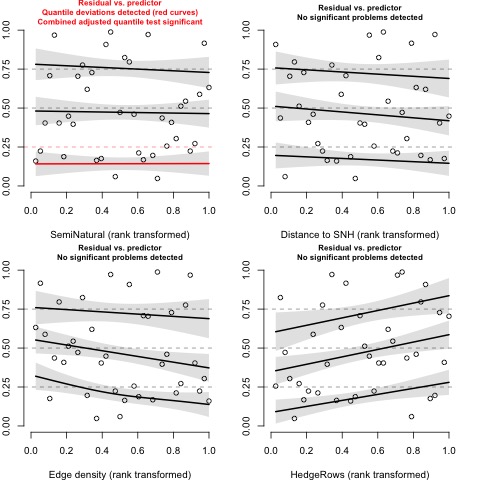 Residual vs. predictor
Quantile deviations detected (red curves)
Combined adjusted quantile test significant
0.00 0.25 0.50 0.75 1.00
0.0 0.2 0.4 0.6 0.8 1.0
SemiNatural (rank transformed)
Residual vs. predictor
No significant problems detected
0.00 0.25 0.50 0.75 1.00
0.0 0.2 0.4 0.6 0.8 1.0
Distance to SNH (rank transformed)
Residual vs. predictor
No significant problems detected
0.00 0.25 0.50 0.75 1.00
0.0 0.2 0.4 0.6 0.8 1.0
Edge density (rank transformed)
Residual vs. predictor
No significant problems detected
0.00 0.25 0.50 0.75 1.00
0.0 0.2 0.4 0.6 0.8 1.0
HedgeRows (rank transformed)